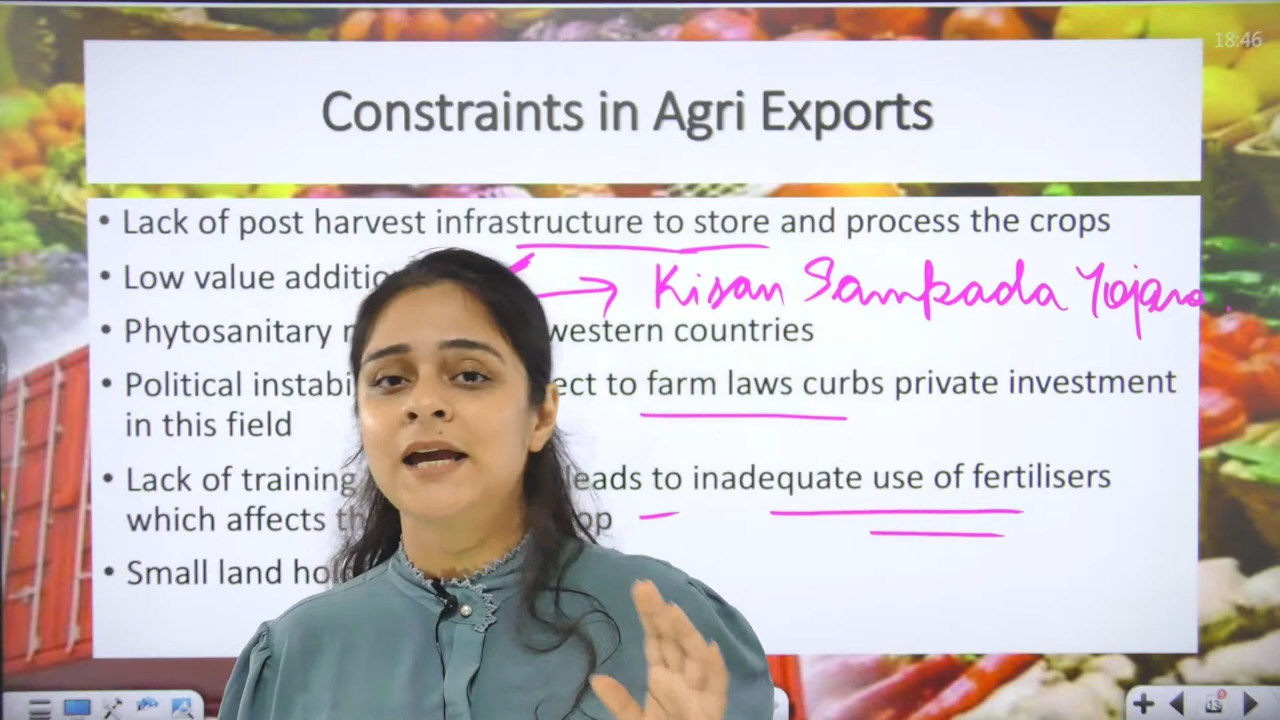 18:46
Constraints in Agri Exports
• Lack of post harvest infrastructure to store and process the crops
• Low value additio
Kisan Sampada Yojana
• Phytosanitary western countries
• Political instabi ect to farm laws curbs private investment
in this field
• Lack of training leads to inadequate use of fertilisers
which affects th op
• Small land hol
13